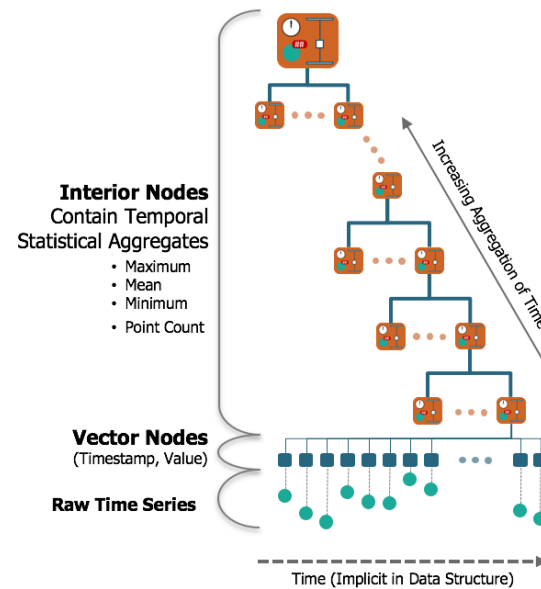 Interior Nodes
Contain Temporal
Statistical Aggregates
• Maximum
• Mean
• Minimum
• Point Count
Increasing Aggregation of Time
Vector Nodes
(Timestamp, Value)
Raw Time Series
Time (Implicit in Data Structure)